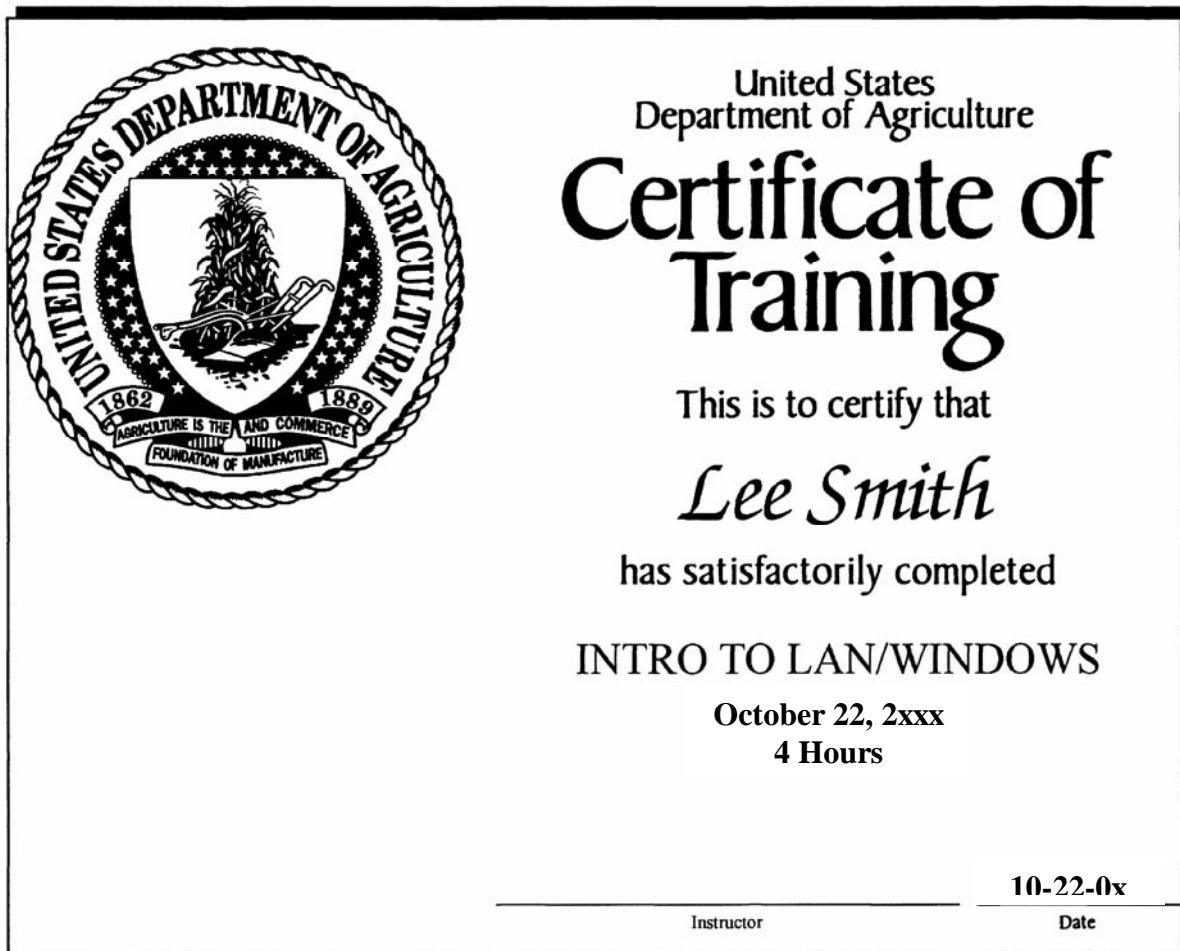 UNITED STATES DEPARTMENT OF AGRICULTURE
1862
1889
AGRICULTURE IS THE AND COMMERCE
FOUNDATION OF MANUFACTURE
United States
Department of Agriculture
Certificate of
Training
This is to certify that
Lee Smith
has satisfactorily completed
INTRO TO LAN/WINDOWS
October 22, 2xxx
4 Hours
10-22-0x
Instructor
Date